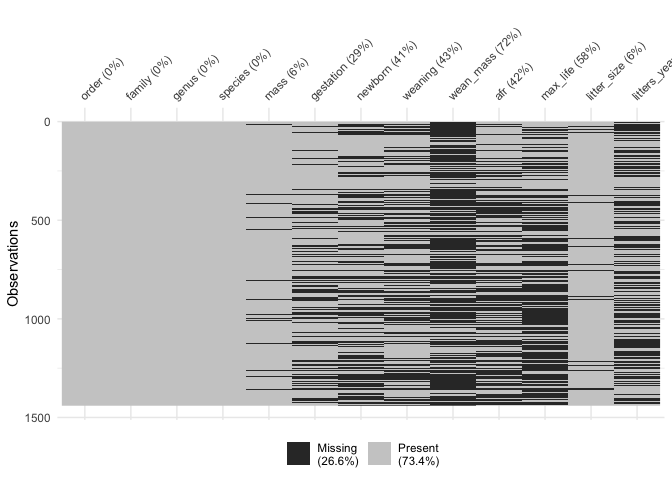 order (0%)
family (0%)
genus (0%)
species (0%)
mass (6%)
gestation (29%)
newborn (41%)
weaning (43%)
wean_mass (72%)
afr (42%)
max_life (58%)
litter_size (6%)
litters_yea
Observations
0
500
1000
1500
Missing
(26.6%)
Present
(73.4%)